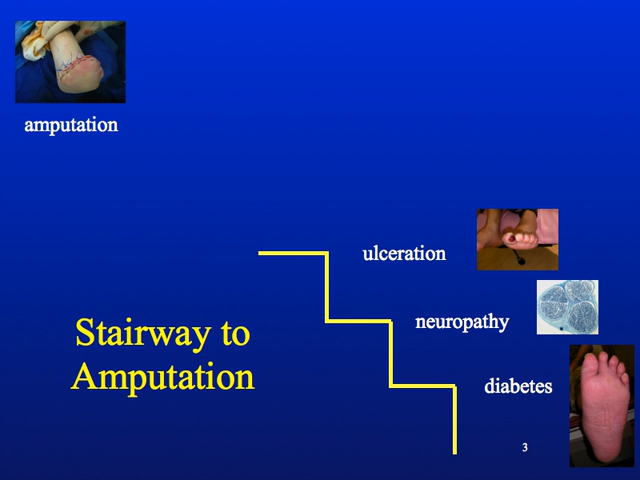 amputation
ulceration
neuropathy
Stairway to
Amputation
diabetes
3